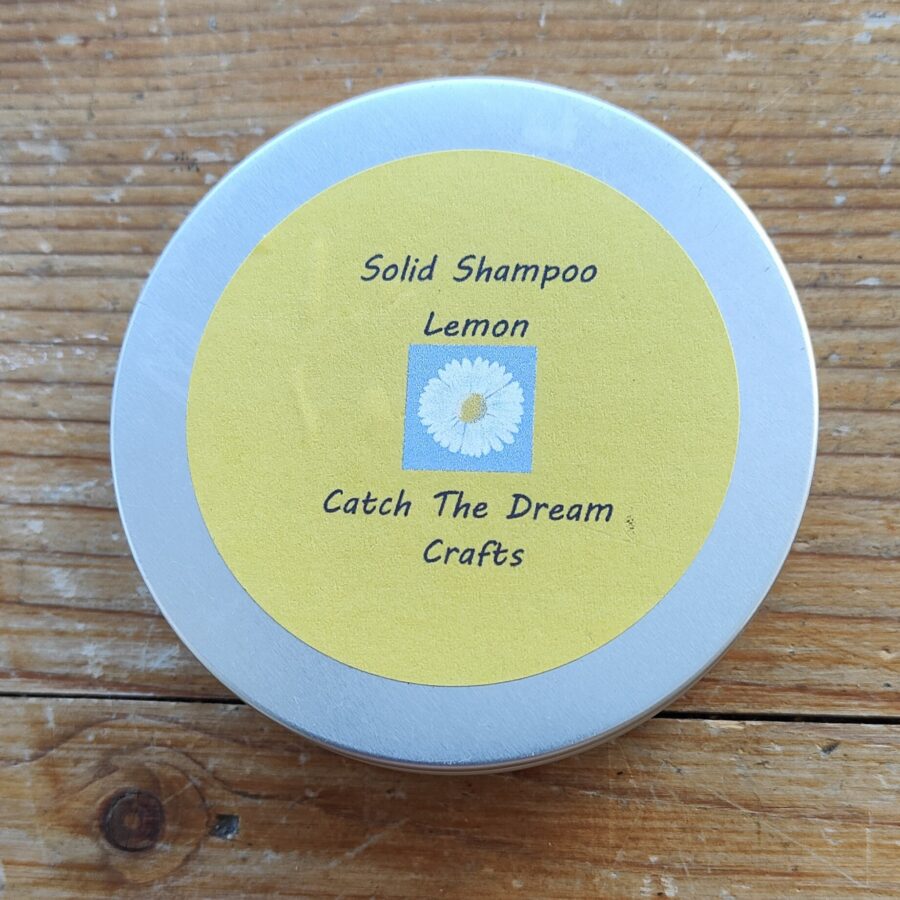 Solid Shampoo
Lemon
Catch The Dream
Crafts